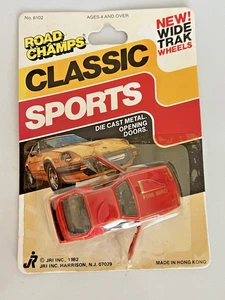 No. 6102
AGES 4 AND OVER
ROAD
CHAMPS
NEW!
WIDE
TRAK
WHEELS
CLASSIC
SPORTS
DIE CAST METAL.
OPENING
DOORS.
JR
© JRI INC., 1982
JRI INC. HARRISON, N.J. 07029
MADE IN HONG KONG